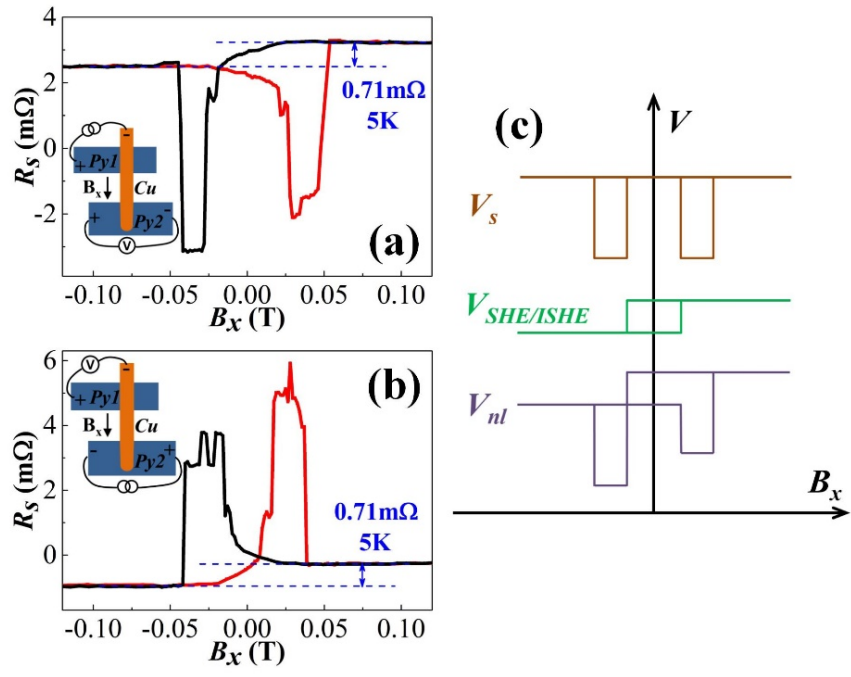 4
2
0
-2
R_S (mΩ)
0.71mΩ
5K
+ Py1 -
B_x Cu
+ Py2 -
V
(a)
-0.10 -0.05 0.00 0.05 0.10
B_x (T)
6
4
2
0
R_S (mΩ)
V
+ Py1 -
B_x Cu
- Py2 +
(b)
0.71mΩ
5K
-0.10 -0.05 0.00 0.05 0.10
B_x (T)
(c)
V
V_s
V_SHE/ISHE
V_nl
B_x